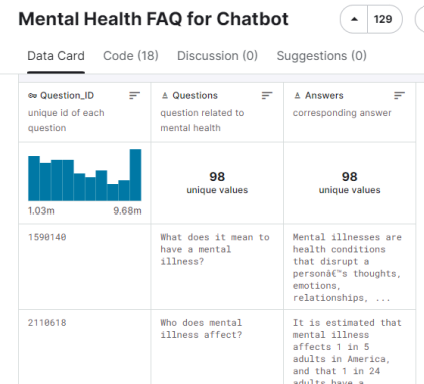 Mental Health FAQ for Chatbot
129
Data Card Code (18) Discussion (0) Suggestions (0)
Question_ID
unique id of each
question
Questions
question related to
mental health
Answers
corresponding answer
1.03m 9.68m
98
unique values
98
unique values
1590140
What does it mean to
have a mental
illness?
Mental illnesses are
health conditions
that disrupt a
personâ€™s thoughts,
emotions,
relationships, ...
2110618
Who does mental
illness affect?
It is estimated that
mental illness
affects 1 in 5
adults in America,
and that 1 in 24
adults have a